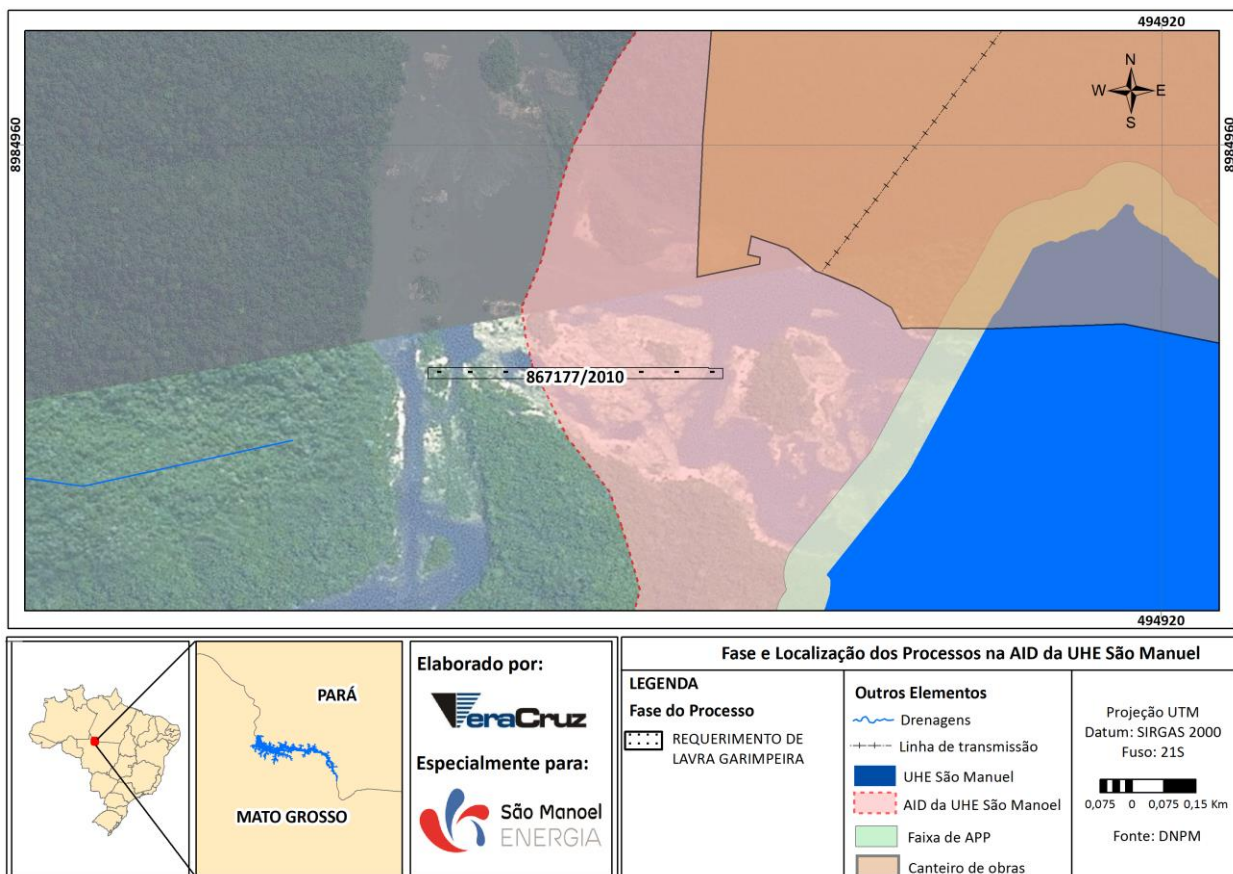 494920
8984960
8984960
N
W E
S
867177/2010
494920
PARÁ
MATO GROSSO
Elaborado por:
VeraCruz
Especialmente para:
São Manoel
ENERGIA
Fase e Localização dos Processos na AID da UHE São Manuel
LEGENDA
Fase do Processo
REQUERIMENTO DE
LAVRA GARIMPEIRA
Outros Elementos
Drenagens
Linha de transmissão
UHE São Manuel
AID da UHE São Manoel
Faixa de APP
Canteiro de obras
Projeção UTM
Datum: SIRGAS 2000
Fuso: 21S
0,075 0 0,075 0,15 Km
Fonte: DNPM